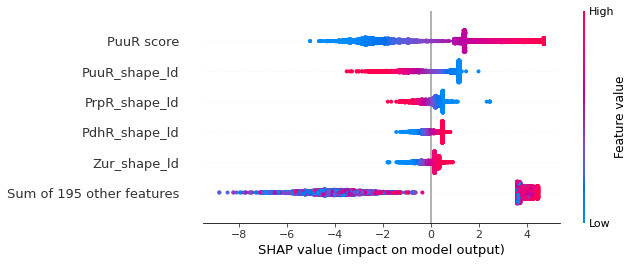 High
PuuR score
PuuR_shape_ld
PrpR_shape_ld
PdhR_shape_ld
Zur_shape_ld
Sum of 195 other features
Feature value
Low
−8 −6 −4 −2 0 2 4
SHAP value (impact on model output)